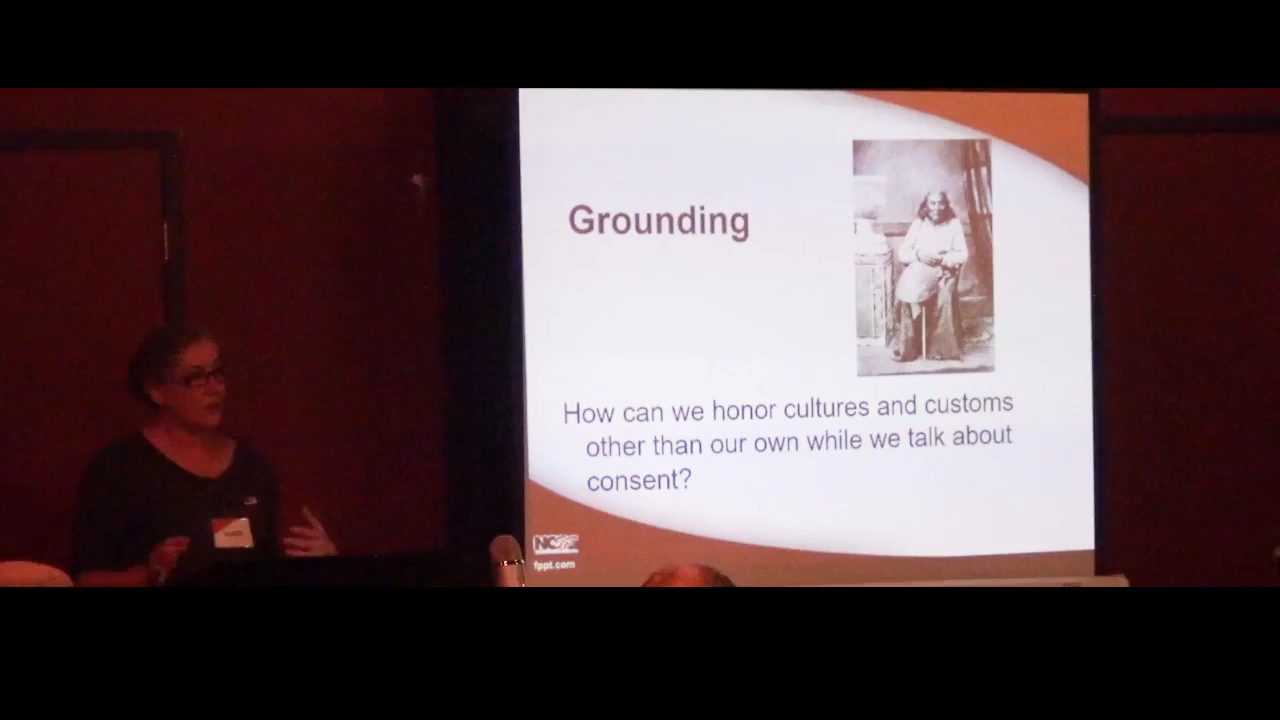 Grounding
How can we honor cultures and customs
other than our own while we talk about
consent?
fppt.com